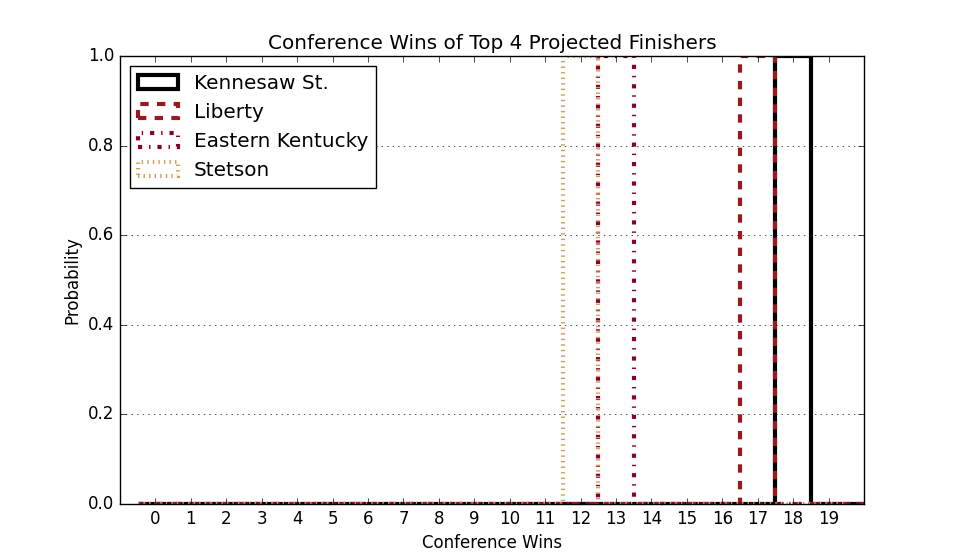 Conference Wins of Top 4 Projected Finishers
1.0
0.8
0.6
0.4
0.2
0.0
Probability
Kennesaw St.
Liberty
Eastern Kentucky
Stetson
0 1 2 3 4 5 6 7 8 9 10 11 12 13 14 15 16 17 18 19
Conference Wins